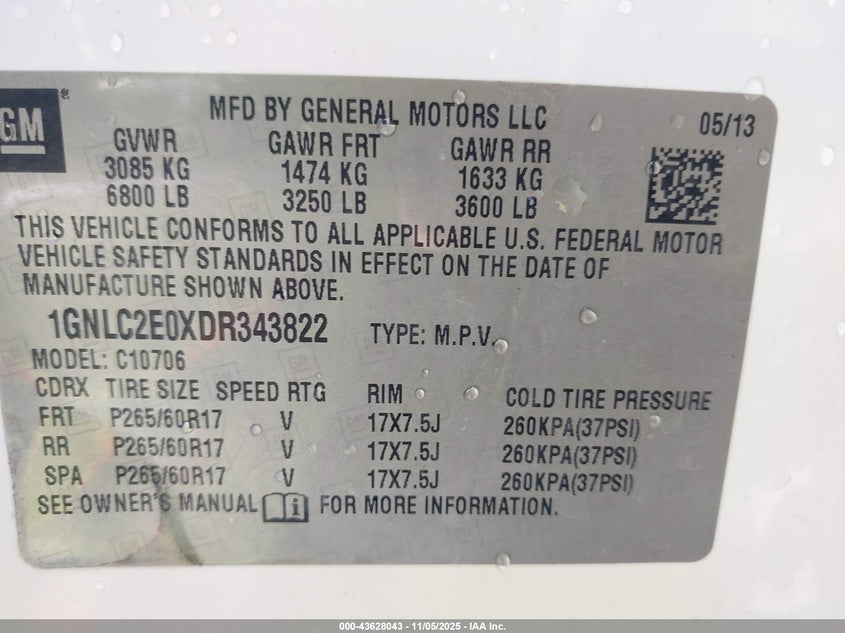 GM®
MFD BY GENERAL MOTORS LLC
05/13
GVWR GAWR FRT GAWR RR
3085 KG 1474 KG 1633 KG
6800 LB 3250 LB 3600 LB
THIS VEHICLE CONFORMS TO ALL APPLICABLE U.S. FEDERAL MOTOR
VEHICLE SAFETY STANDARDS IN EFFECT ON THE DATE OF
MANUFACTURE SHOWN ABOVE.
1GNLC2E0XDR343822 TYPE: M.P.V.
MODEL: C10706
CDRX TIRE SIZE SPEED RTG RIM COLD TIRE PRESSURE
FRT P265/60R17 V 17X7.5J 260KPA(37PSI)
RR P265/60R17 V 17X7.5J 260KPA(37PSI)
SPA P265/60R17 V 17X7.5J 260KPA(37PSI)
SEE OWNER'S MANUAL i FOR MORE INFORMATION.
000-43628043 - 11/05/2025 - IAA Inc.